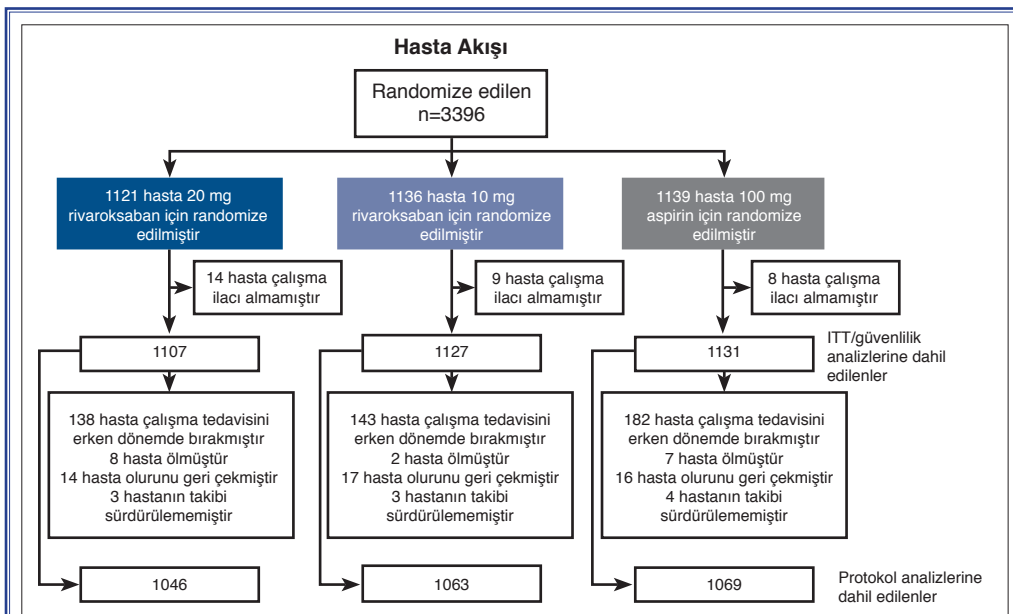 Hasta Akışı
Randomize edilen
n=3396
1121 hasta 20 mg
rivaroksaban için randomize
edilmiştir
1136 hasta 10 mg
rivaroksaban için randomize
edilmiştir
1139 hasta 100 mg
aspirin için randomize
edilmiştir
14 hasta çalışma
ilacı almamıştır
9 hasta çalışma
ilacı almamıştır
8 hasta çalışma
ilacı almamıştır
1107
1127
1131
ITT/güvenlilik
analizlerine dahil
edilenler
138 hasta çalışma tedavisini
erken dönemde bırakmıştır
8 hasta ölmüştür
14 hasta olurunu geri çekmiştir
3 hastanın takibi
sürdürülememiştir
143 hasta çalışma tedavisini
erken dönemde bırakmıştır
2 hasta ölmüştür
17 hasta olurunu geri çekmiştir
3 hastanın takibi
sürdürülememiştir
182 hasta çalışma tedavisini
erken dönemde bırakmıştır
7 hasta ölmüştür
16 hasta olurunu geri çekmiştir
4 hastanın takibi
sürdürülememiştir
1046
1063
1069
Protokol analizlerine
dahil edilenler